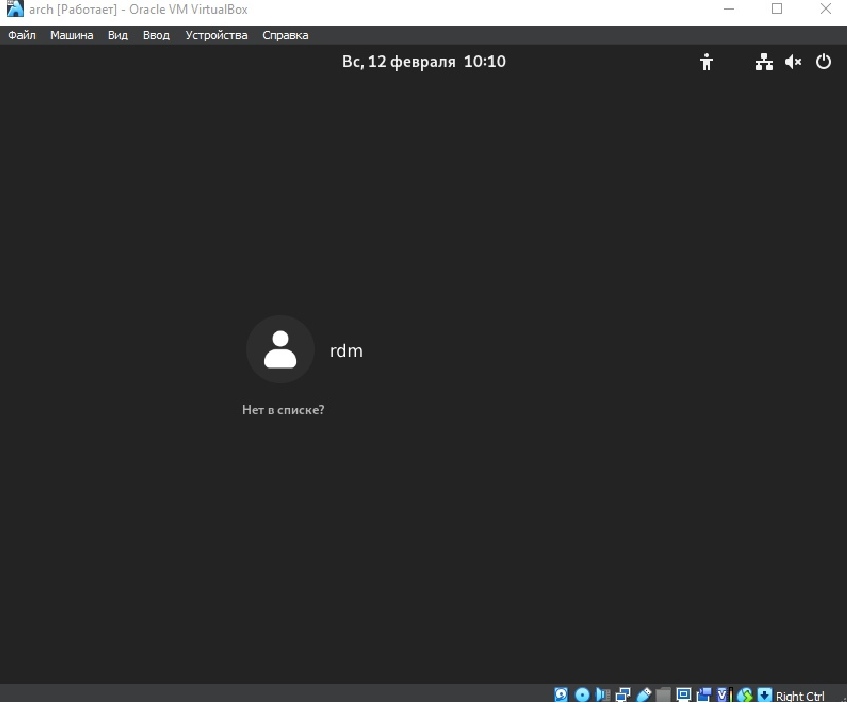 arch [Работает] - Oracle VM VirtualBox
Файл Машина Вид Ввод Устройства Справка
Вс, 12 февраля 10:10
rdm
Нет в списке?
Right Ctrl